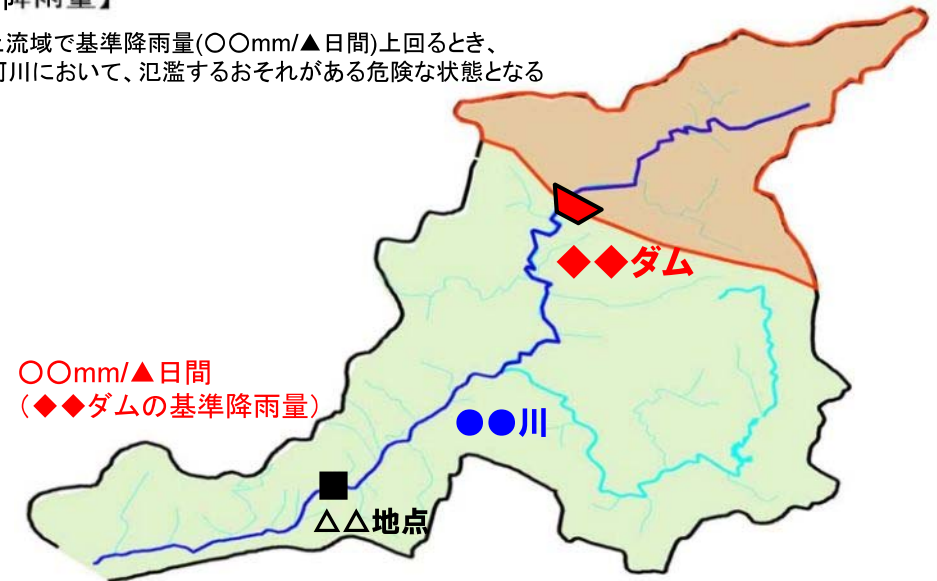 降雨量】
上流域で基準降雨量(〇〇mm/▲日間)上回るとき、
河川において、氾濫するおそれがある危険な状態となる
◆◆ダム
〇〇mm/▲日間
(◆◆ダムの基準降雨量)
●●川
△△地点